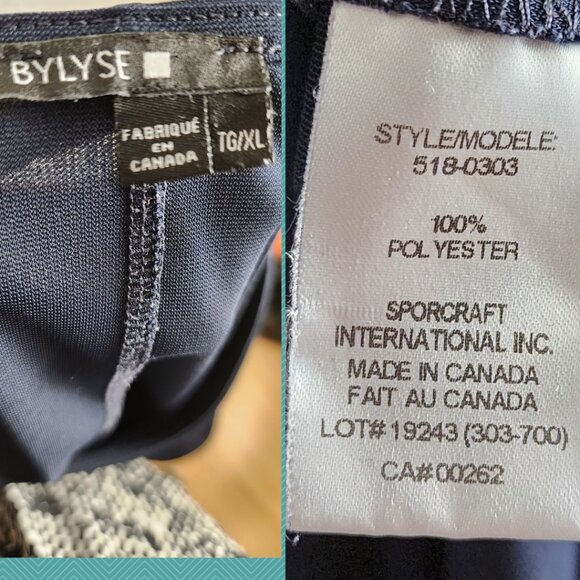 BYLYSE
FABRIQUÉ
EN
CANADA
TG/XL
STYLE/MODELE:
518-0303
100%
POLYESTER
SPORCRAFT
INTERNATIONAL INC.
MADE IN CANADA
FAIT AU CANADA
LOT# 19243 (303-700)
CA# 00262